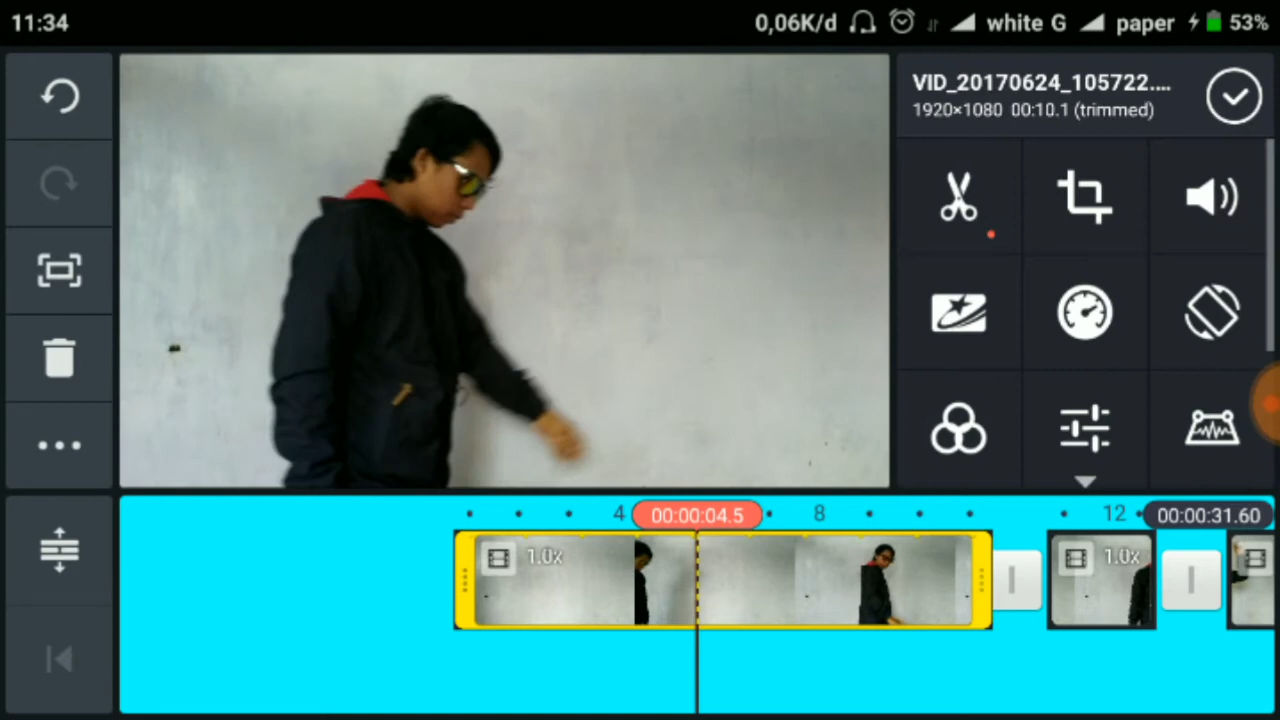 11:34 0,06K/d white G paper 53%
VID_20170624_105722....
1920×1080 00:10.1 (trimmed)
4 00:00:04.5 8 12 00:00:31.60
1.0x 1.0x